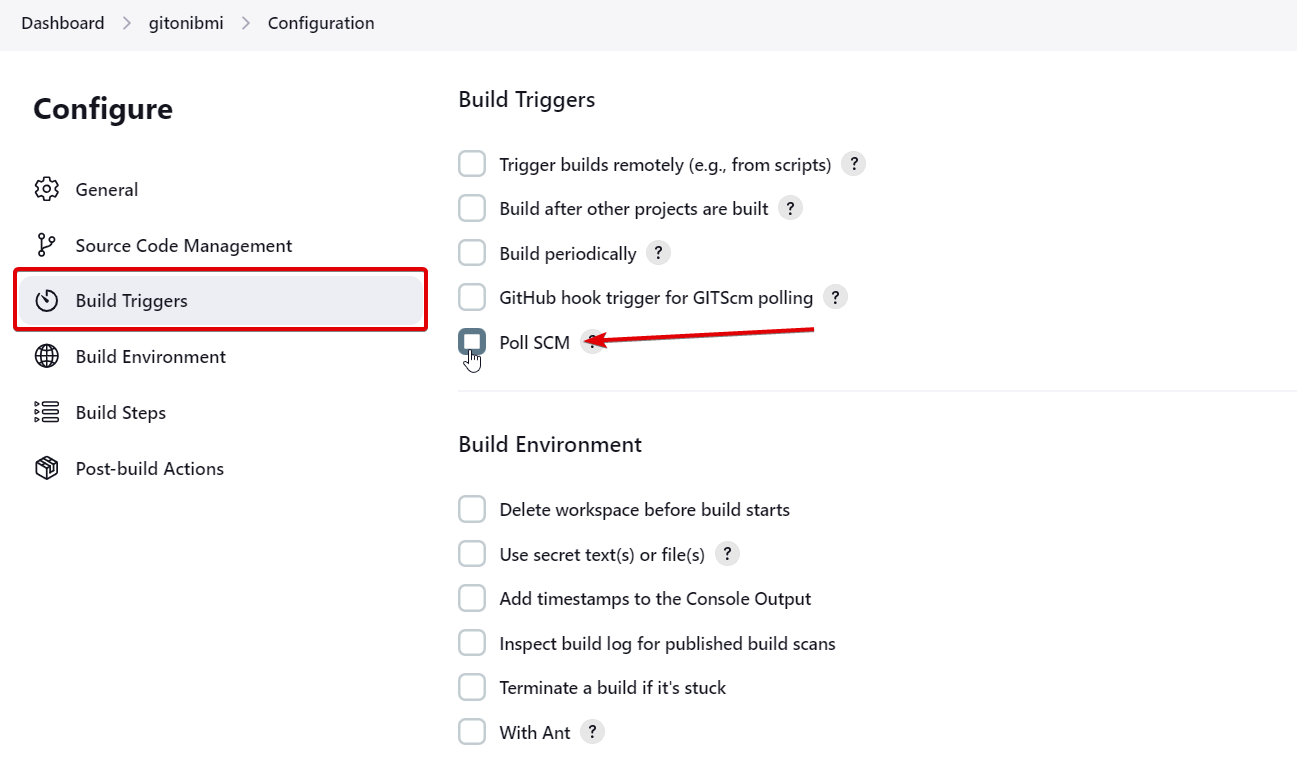 Dashboard > gitonibmi > Configuration
Configure
General
Source Code Management
Build Triggers
Build Environment
Build Steps
Post-build Actions
Build Triggers
Trigger builds remotely (e.g., from scripts) ?
Build after other projects are built ?
Build periodically ?
GitHub hook trigger for GITScm polling ?
Poll SCM ?
Build Environment
Delete workspace before build starts
Use secret text(s) or file(s) ?
Add timestamps to the Console Output
Inspect build log for published build scans
Terminate a build if it's stuck
With Ant ?